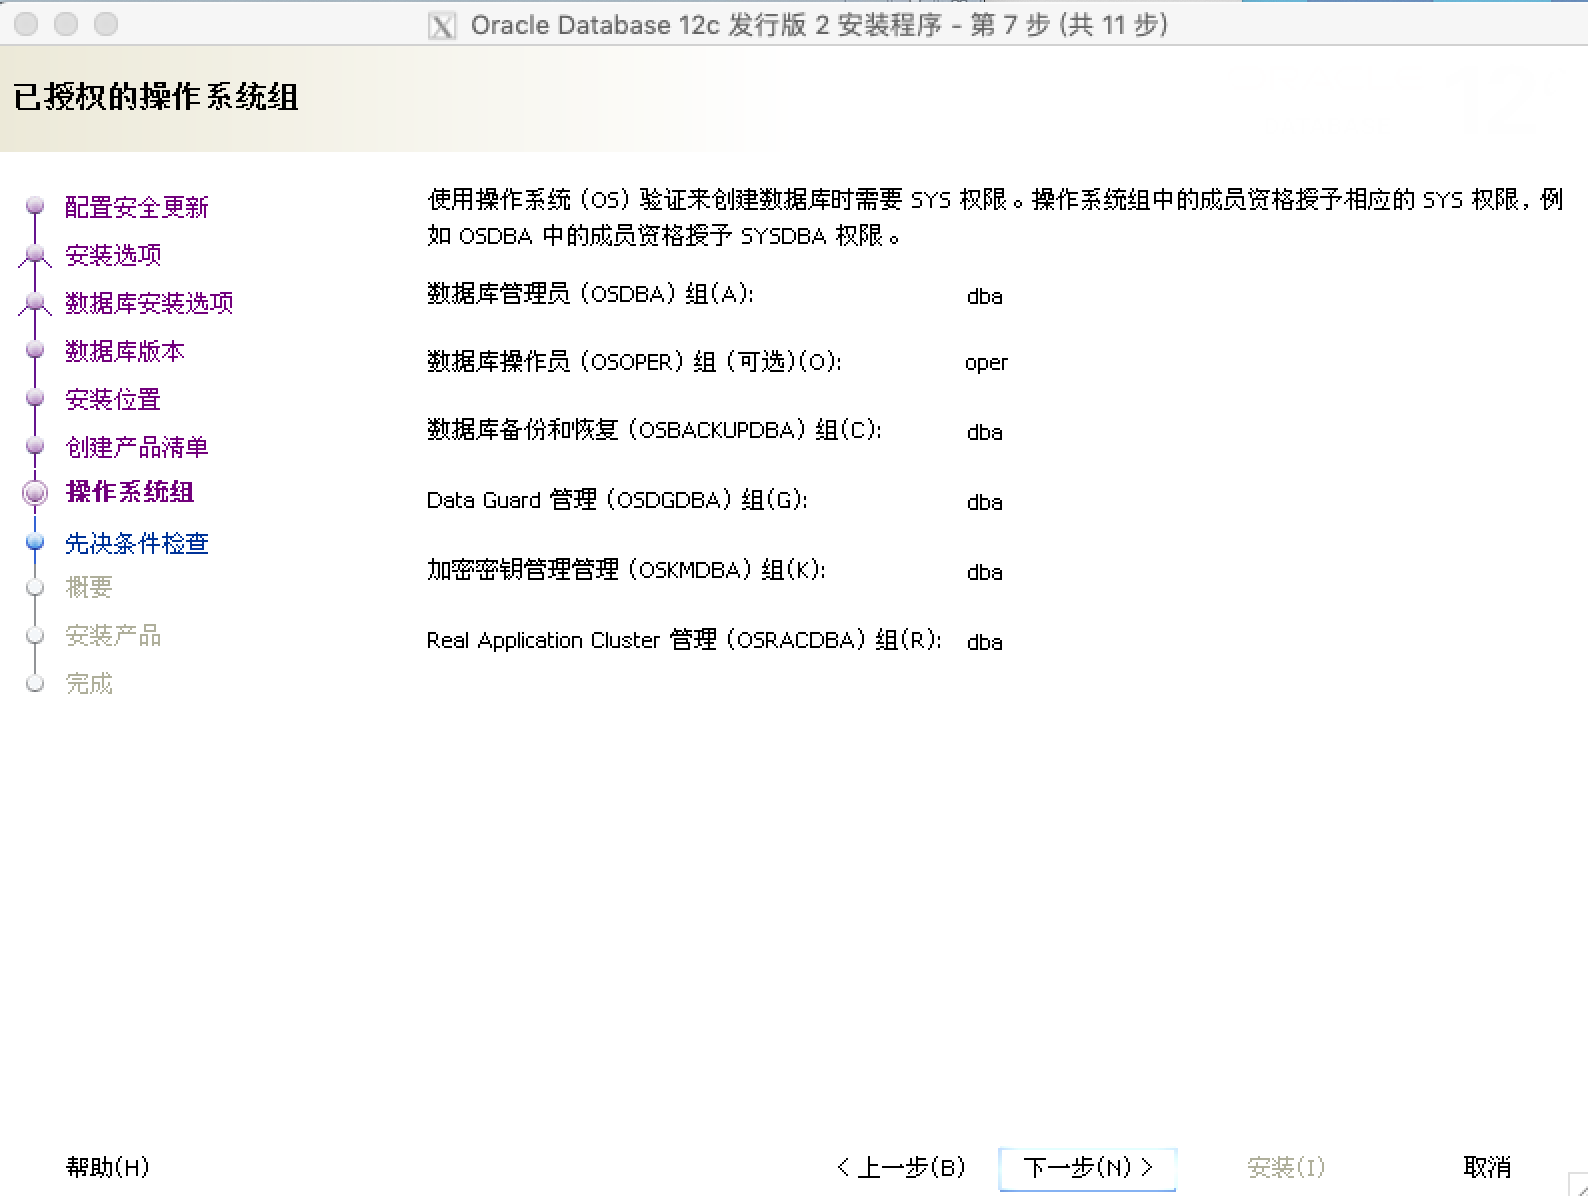 Oracle Database 12c 发行版 2 安装程序 - 第 7 步 (共 11 步)
已授权的操作系统组
配置安全更新
安装选项
数据库安装选项
数据库版本
安装位置
创建产品清单
操作系统组
先决条件检查
概要
安装产品
完成
使用操作系统 (OS) 验证来创建数据库时需要 SYS 权限。操作系统组中的成员资格授予相应的 SYS 权限, 例
如 OSDBA 中的成员资格授予 SYSDBA 权限。
数据库管理员 (OSDBA) 组(A): dba
数据库操作员 (OSOPER) 组 (可选)(O): oper
数据库备份和恢复 (OSBACKUPDBA) 组(C): dba
Data Guard 管理 (OSDGDBA) 组(G): dba
加密密钥管理管理 (OSKMDBA) 组(K): dba
Real Application Cluster 管理 (OSRACDBA) 组(R): dba
帮助(H)
< 上一步(B)
下一步(N) >
安装(I)
取消